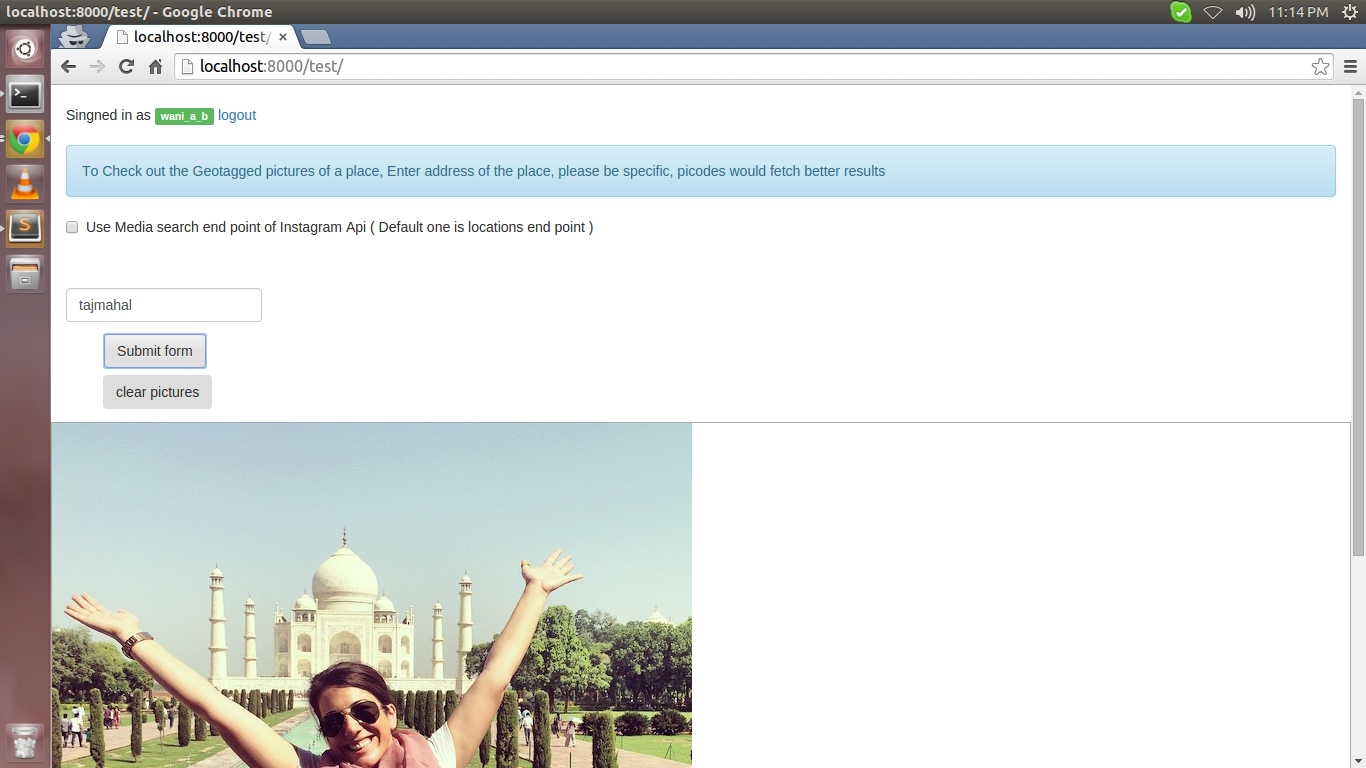 localhost:8000/test/ - Google Chrome
11:14 PM
localhost:8000/test/
localhost:8000/test/
Singned in as wani_a_b logout
To Check out the Geotagged pictures of a place, Enter address of the place, please be specific, picodes would fetch better results
Use Media search end point of Instagram Api ( Default one is locations end point )
tajmahal
Submit form
clear pictures